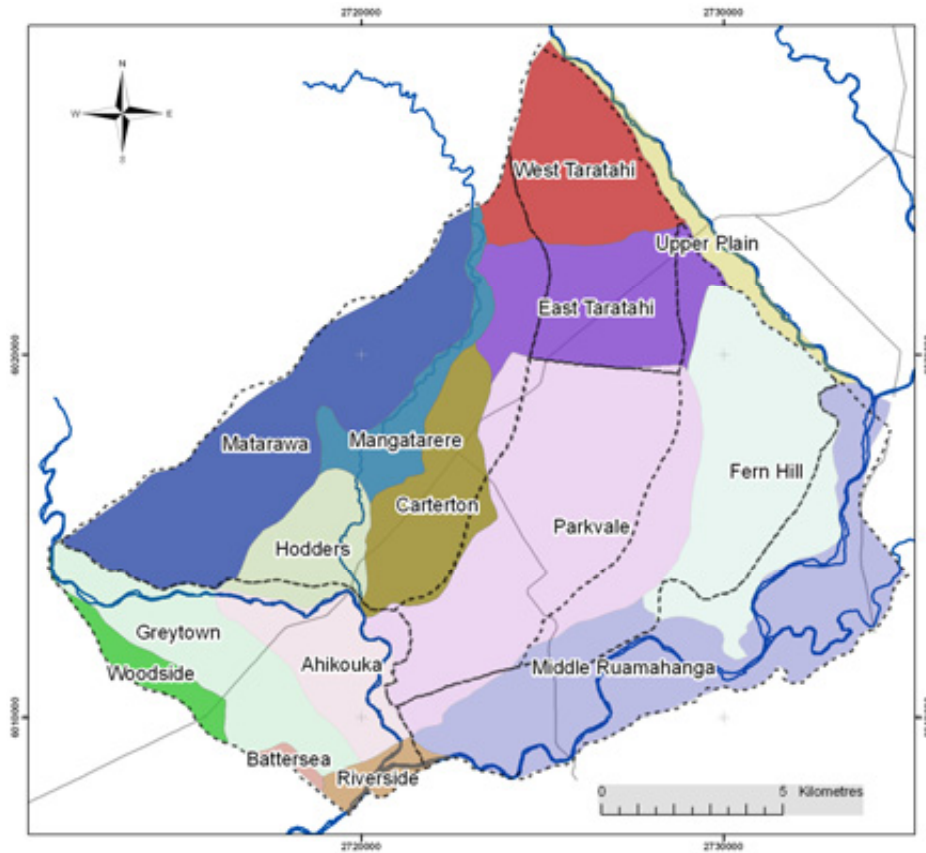 2720000
2730000
N
W
E
S
West Taratahi
Upper Plain
East Taratahi
6020000
Matarawa
Mangatarere
Carterton
Fern Hill
Parkvale
Hodders
Greytown
Ahikouka
Woodside
Middle Ruamahanga
6010000
Battersea
Riverside
0
5
Kilometres
2720000
2730000